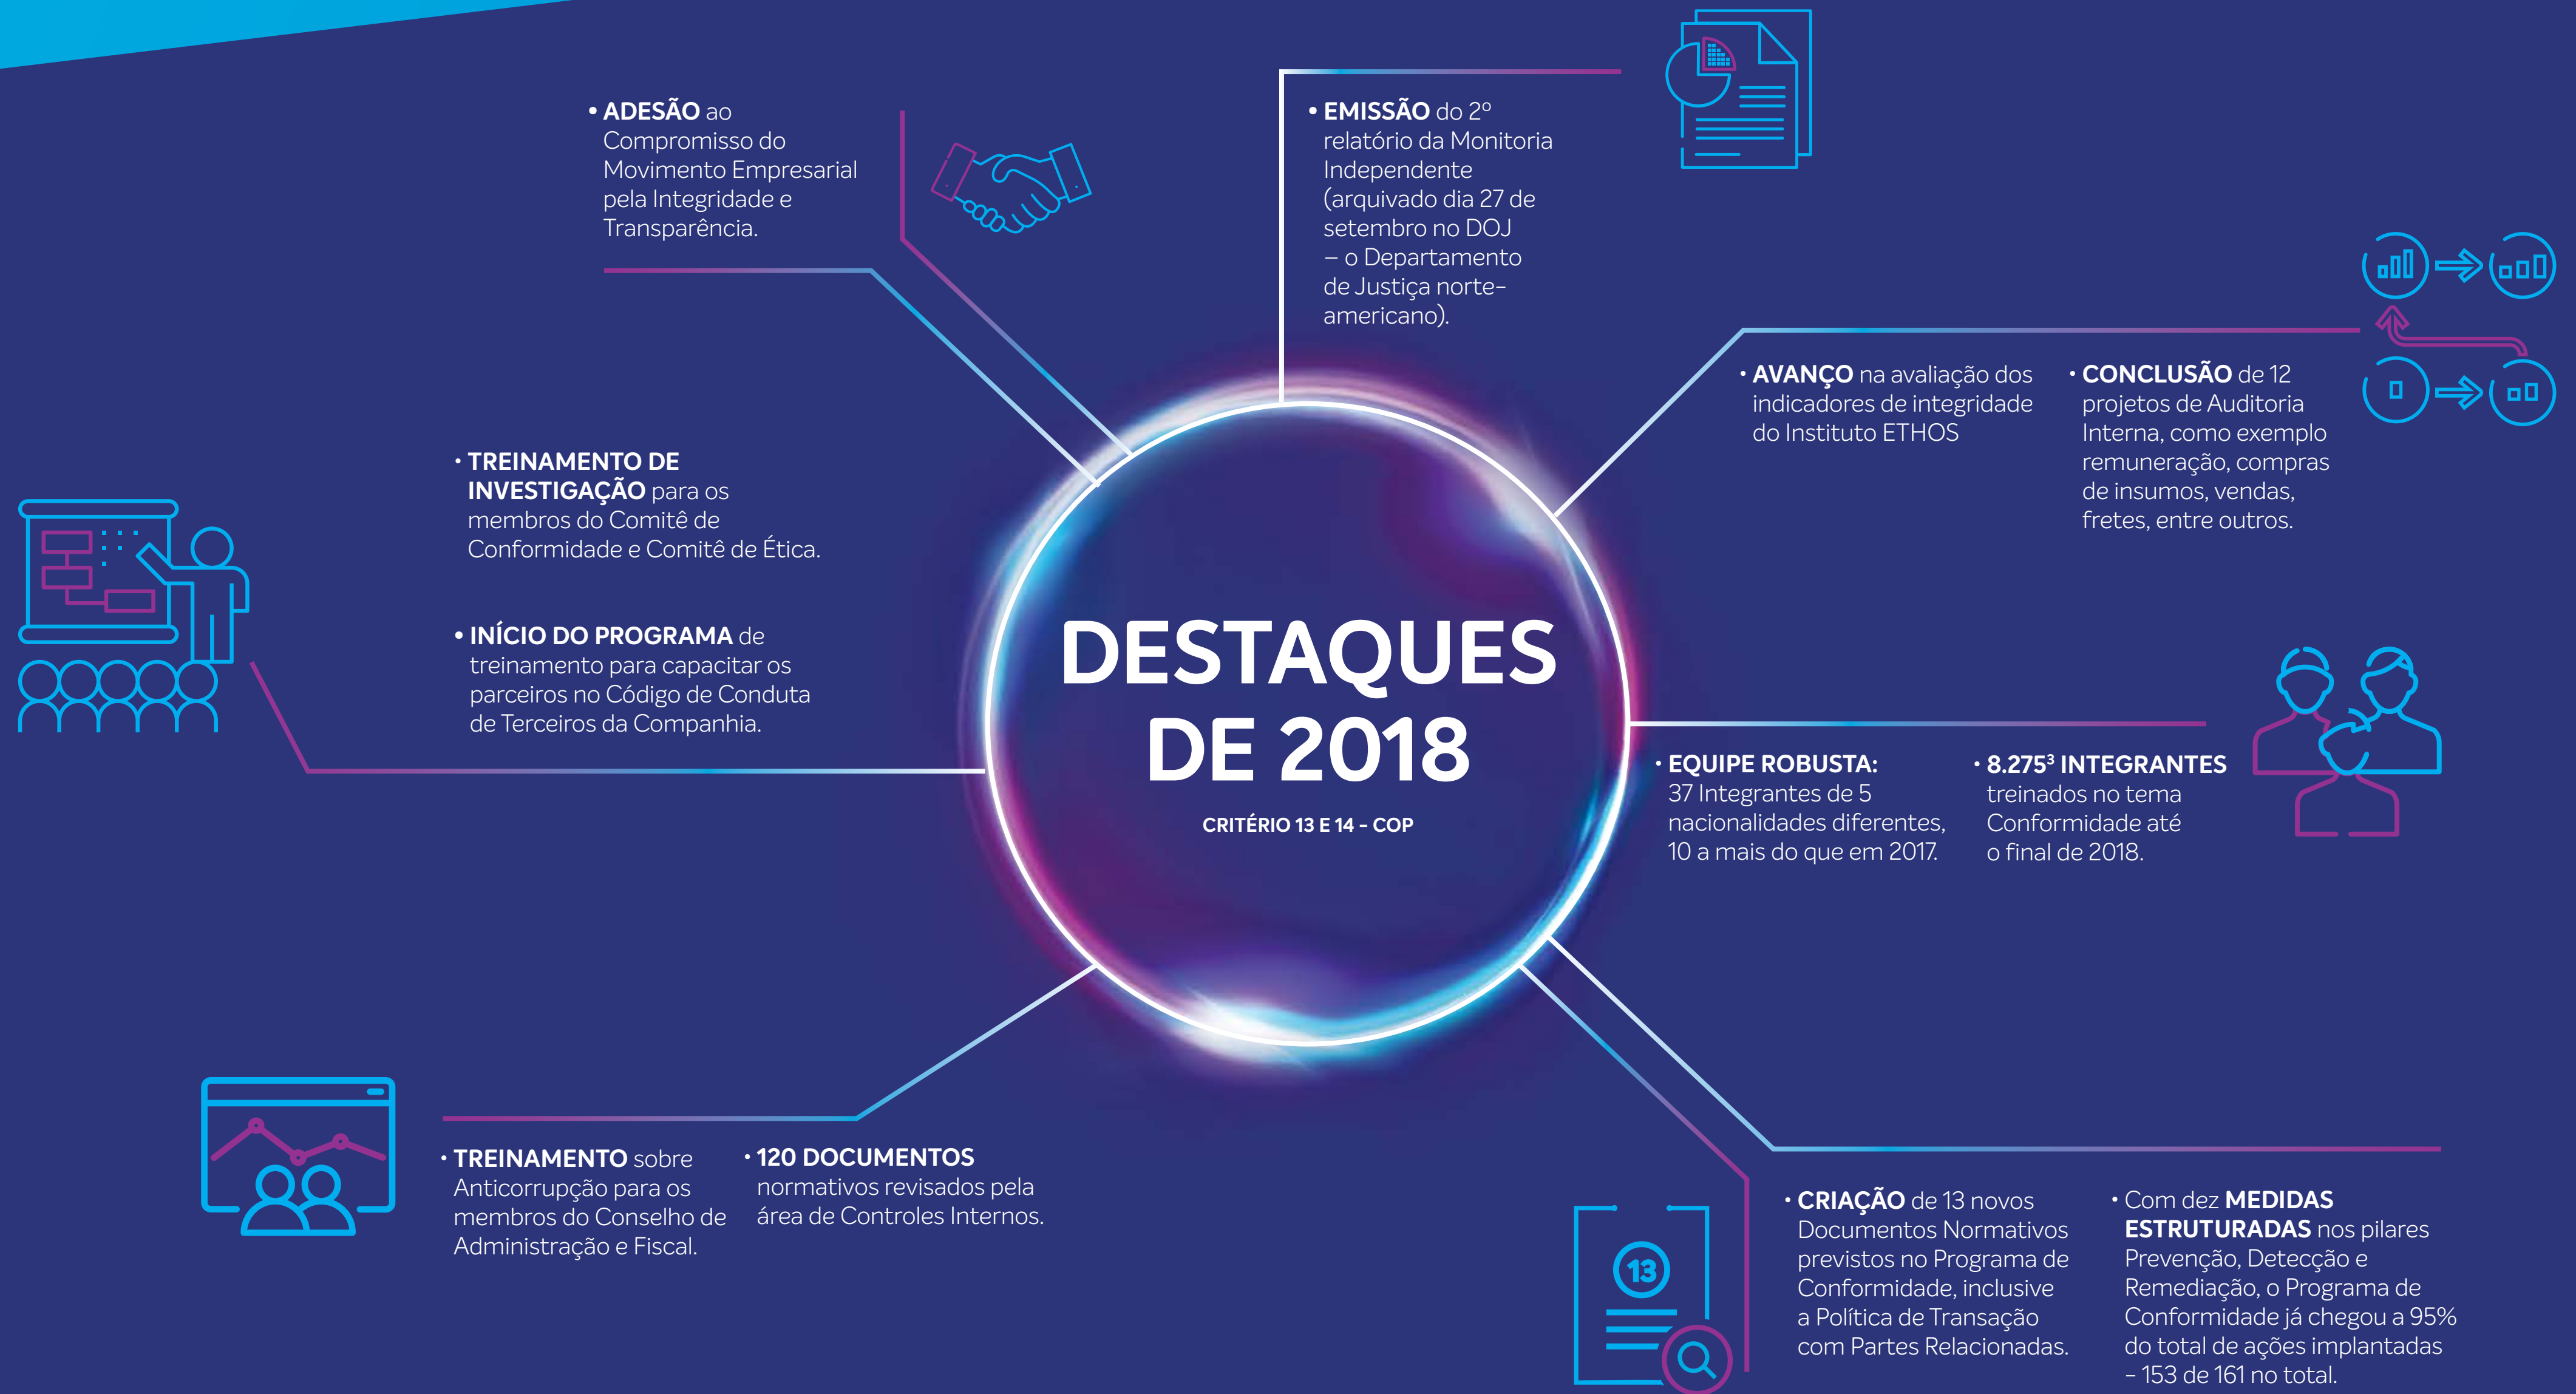 • ADESÃO ao
Compromisso do
Movimento Empresarial
pela Integridade e
Transparência.
• EMISSÃO do 2º
relatório da Monitoria
Independente
(arquivado dia 27 de
setembro no DOJ
– o Departamento
de Justiça norte-
americano).
• AVANÇO na avaliação dos
indicadores de integridade
do Instituto ETHOS
• CONCLUSÃO de 12
projetos de Auditoria
Interna, como exemplo
remuneração, compras
de insumos, vendas,
fretes, entre outros.
• TREINAMENTO DE
INVESTIGAÇÃO para os
membros do Comitê de
Conformidade e Comitê de Ética.
• INÍCIO DO PROGRAMA de
treinamento para capacitar os
parceiros no Código de Conduta
de Terceiros da Companhia.
DESTAQUES
DE 2018
CRITÉRIO 13 E 14 - COP
• EQUIPE ROBUSTA:
37 Integrantes de 5
nacionalidades diferentes,
10 a mais do que em 2017.
• 8.275³ INTEGRANTES
treinados no tema
Conformidade até
o final de 2018.
• TREINAMENTO sobre
Anticorrupção para os
membros do Conselho de
Administração e Fiscal.
• 120 DOCUMENTOS
normativos revisados pela
área de Controles Internos.
13
• CRIAÇÃO de 13 novos
Documentos Normativos
previstos no Programa de
Conformidade, inclusive
a Política de Transação
com Partes Relacionadas.
• Com dez MEDIDAS
ESTRUTURADAS nos pilares
Prevenção, Detecção e
Remediação, o Programa de
Conformidade já chegou a 95%
do total de ações implantadas
- 153 de 161 no total.